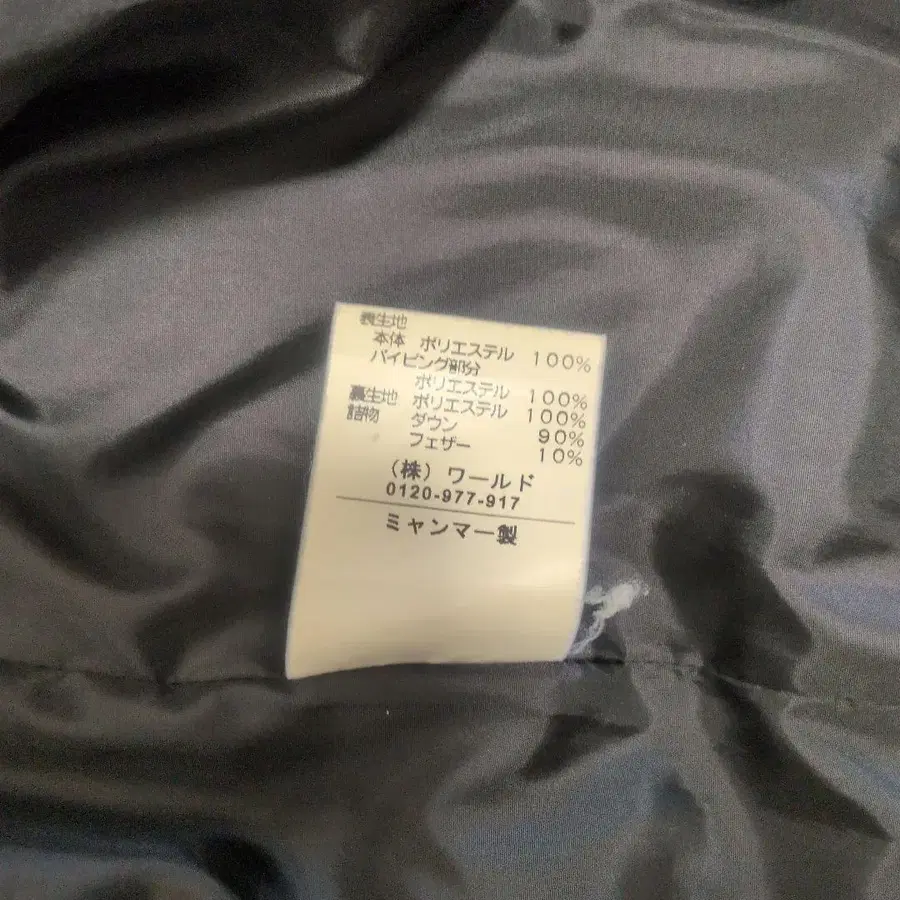 表生地
本体 ポリエステル 100%
パイピング部分
ポリエステル 100%
裏生地 ポリエステル 100%
詰物 ダウン 90%
フェザー 10%
(株) ワールド
0120-977-917
ミャンマー製